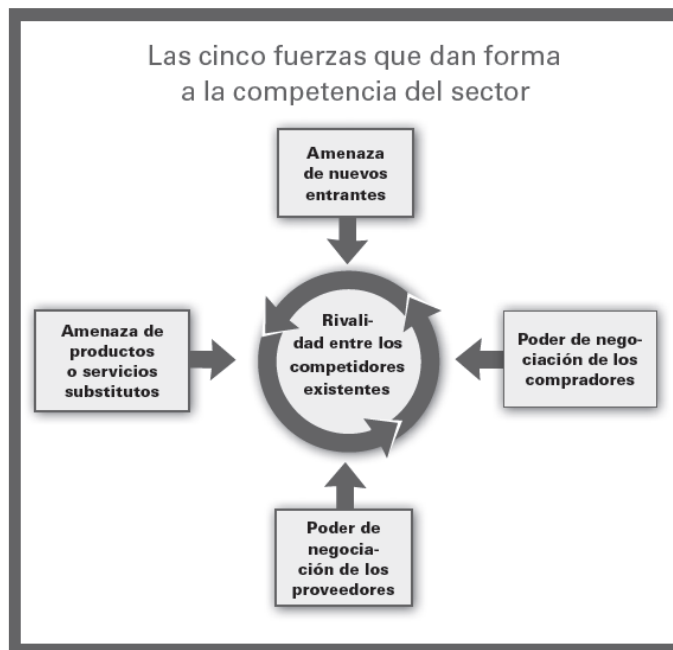 Las cinco fuerzas que dan forma
a la competencia del sector
Amenaza
de nuevos
entrantes
Amenaza de
productos
o servicios
substitutos
Rivali-
dad entre los
competidores
existentes
Poder de nego-
ciación de los
compradores
Poder de
negocia-
ción de los
proveedores